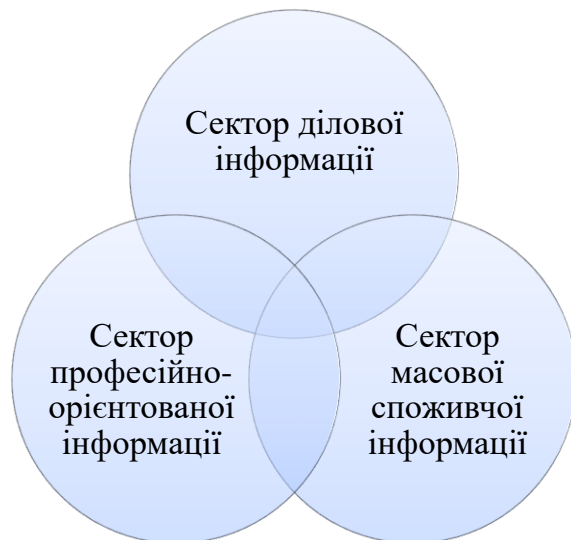 Сектор ділової
інформації
Сектор
професійно-
орієнтованої
інформації
Сектор
масової
споживчої
інформації